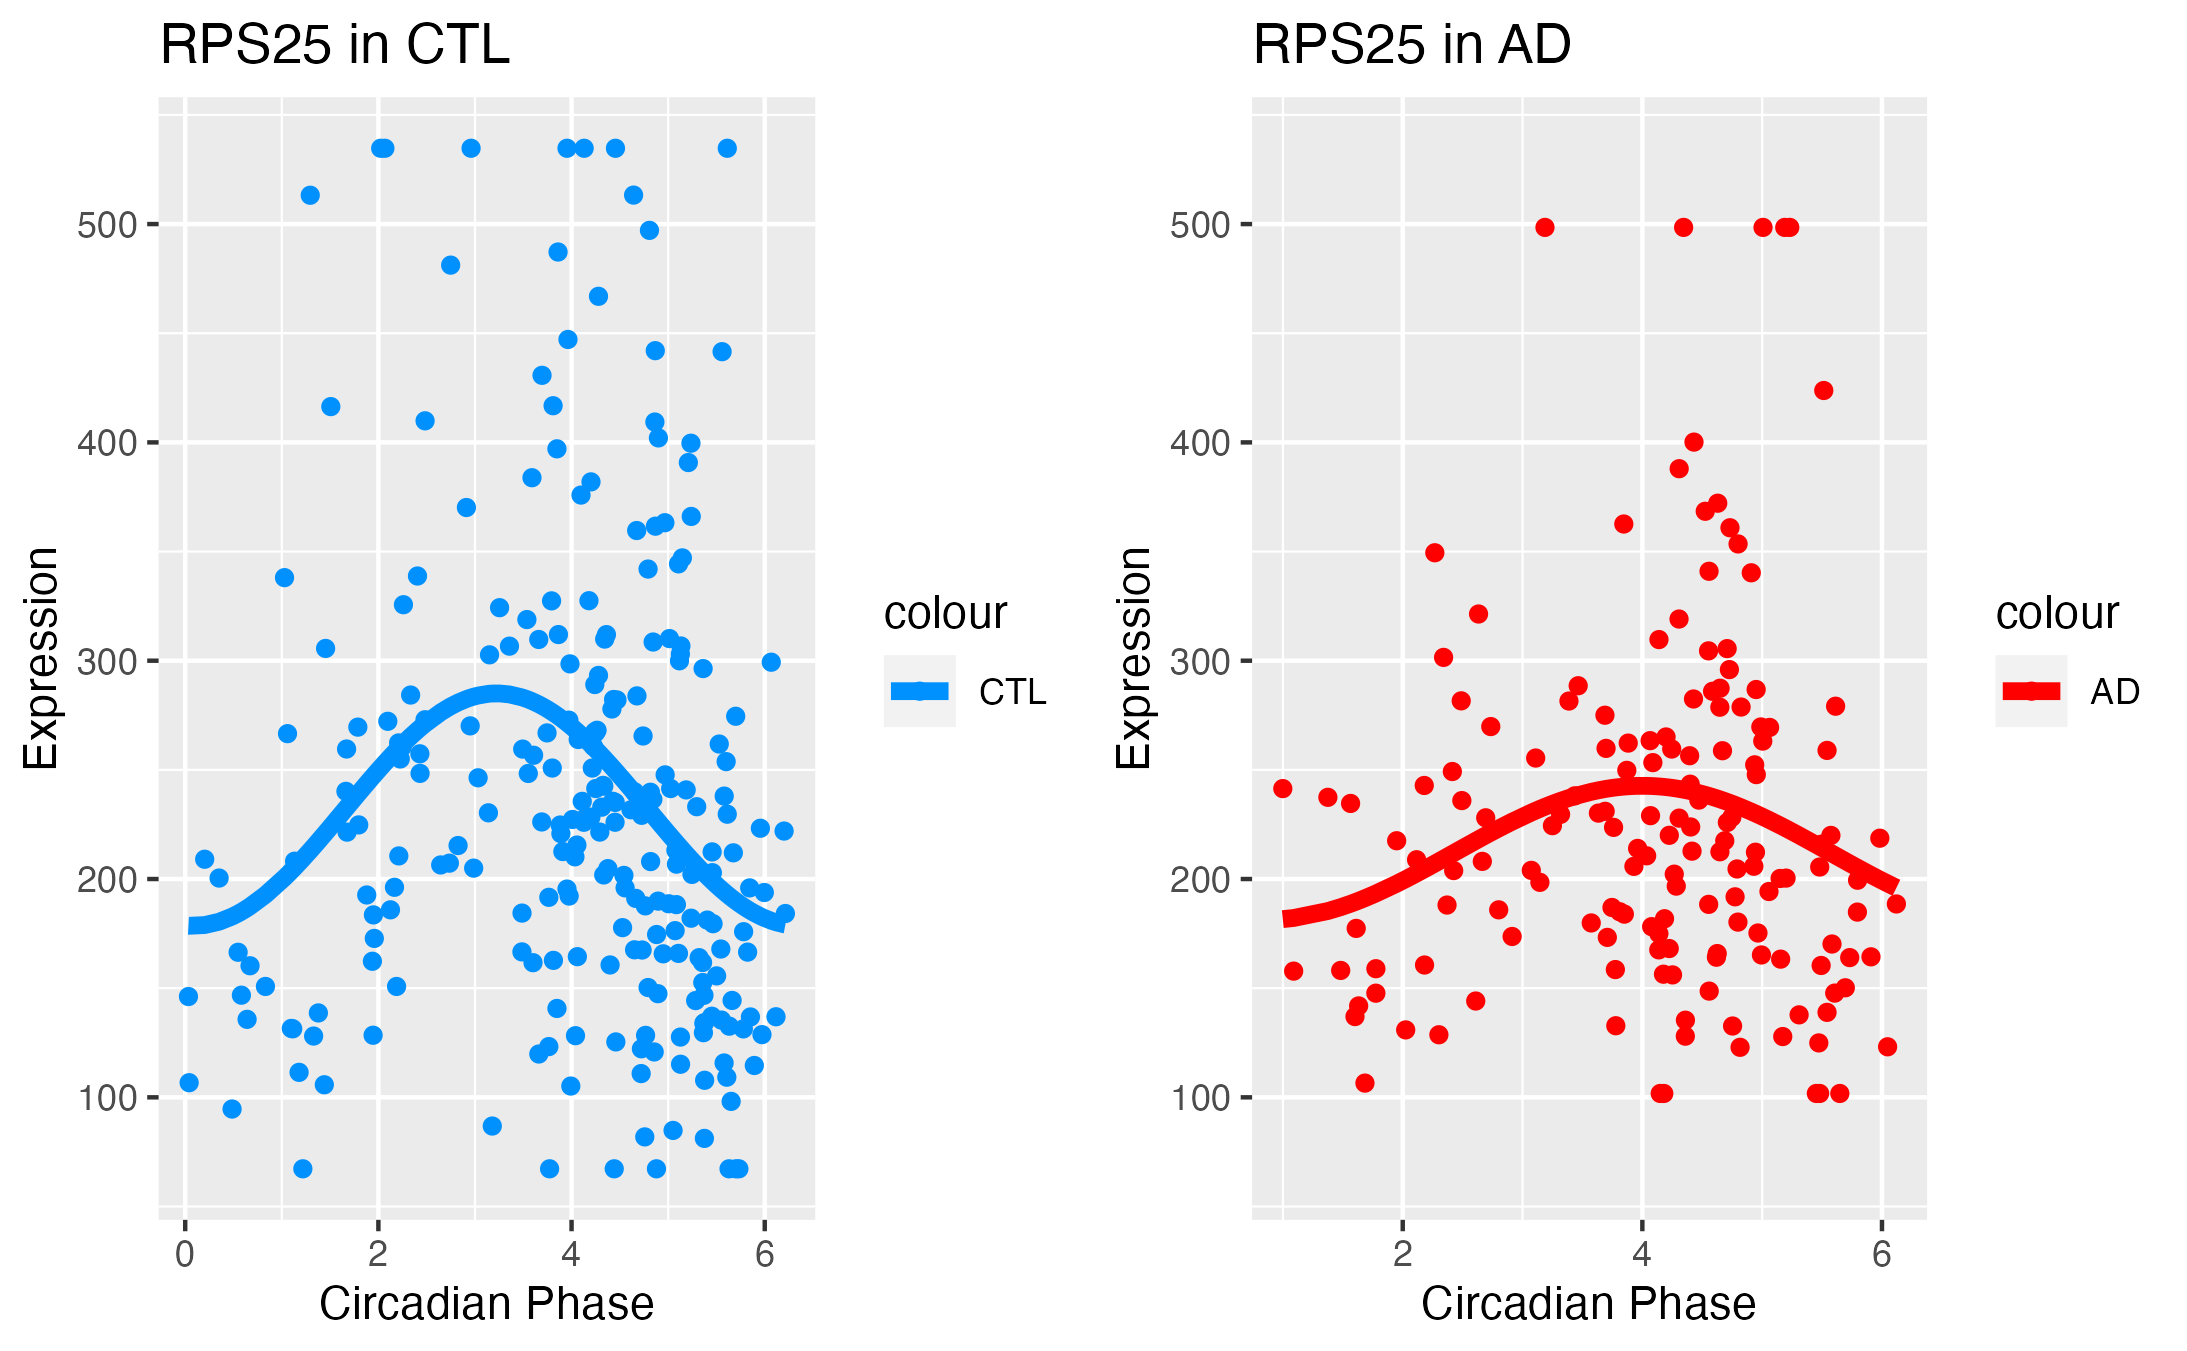 RPS25 in CTL
Expression
500
400
300
200
100
0 2 4 6
Circadian Phase
colour
CTL
RPS25 in AD
Expression
500
400
300
200
100
2 4 6
Circadian Phase
colour
AD